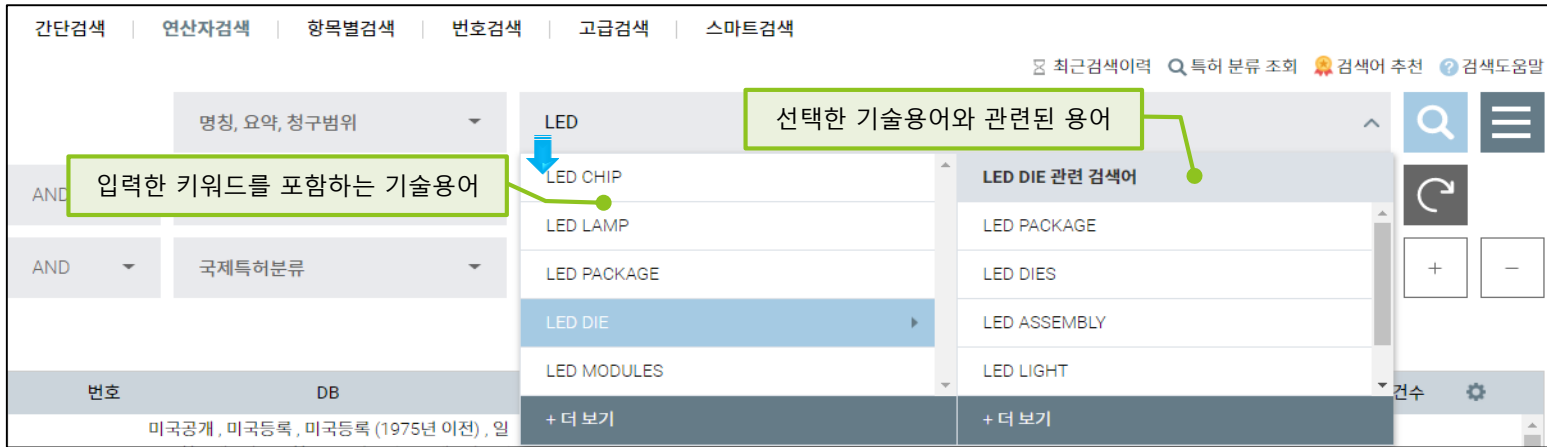 간단검색 | 연산자검색 | 항목별검색 | 번호검색 | 고급검색 | 스마트검색
최근검색이력 특허 분류 조회 검색어 추천 ? 검색도움말
명칭, 요약, 청구범위
LED
선택한 기술용어와 관련된 용어
AND
입력한 키워드를 포함하는 기술용어
LED CHIP
LED DIE 관련 검색어
LED LAMP
LED PACKAGE
AND
국제특허분류
LED PACKAGE
LED DIES
+ −
LED DIE
LED ASSEMBLY
LED MODULES
LED LIGHT
번호
DB
건수
+ 더 보기
+ 더 보기
미국공개 , 미국등록 , 미국등록 (1975년 이전) , 일